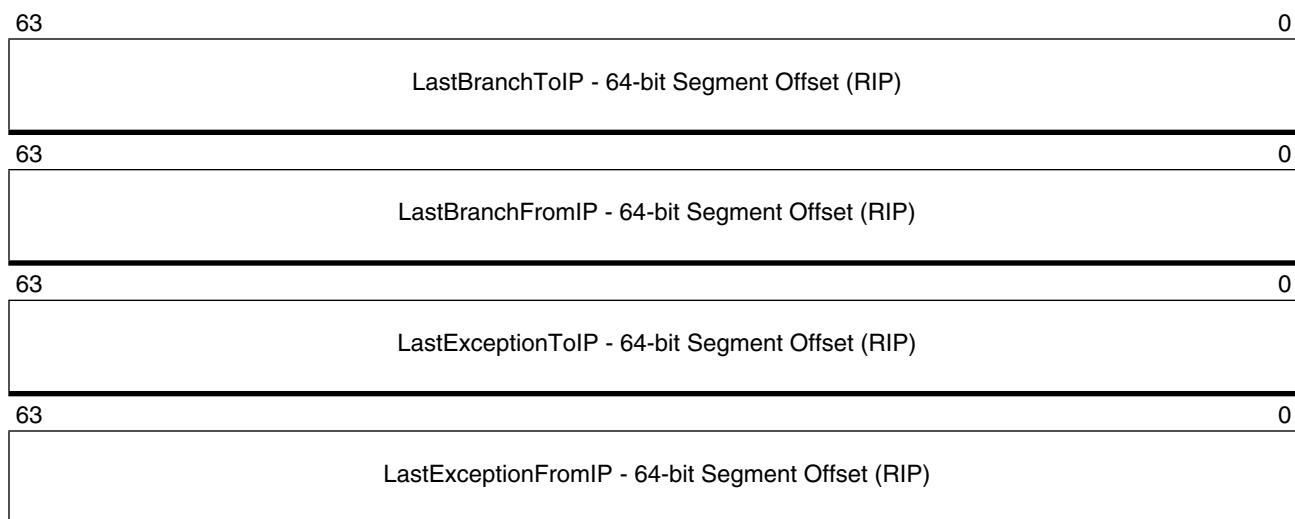 63 0
LastBranchToIP - 64-bit Segment Offset (RIP)
63 0
LastBranchFromIP - 64-bit Segment Offset (RIP)
63 0
LastExceptionToIP - 64-bit Segment Offset (RIP)
63 0
LastExceptionFromIP - 64-bit Segment Offset (RIP)